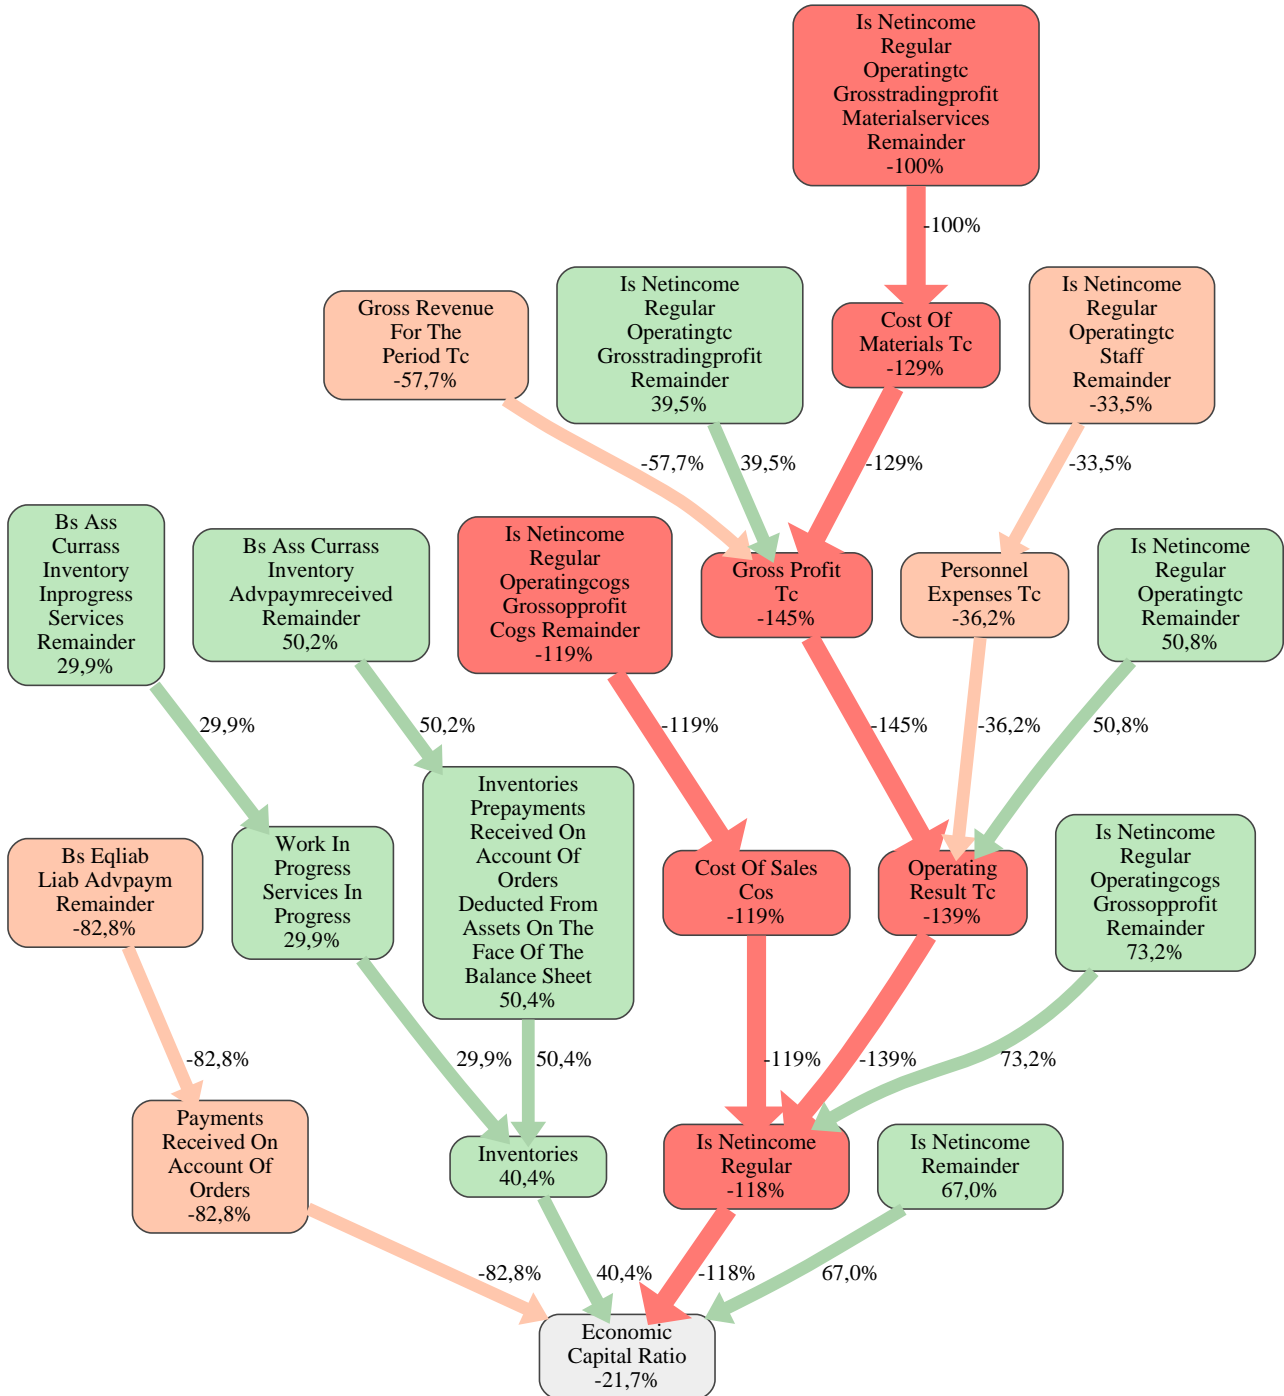 Is Netincome
Regular
Operatingtc
Grosstradingprofit
Materialservices
Remainder
-100%
-100%
Gross Revenue
For The
Period Tc
-57,7%
Is Netincome
Regular
Operatingtc
Grosstradingprofit
Remainder
39,5%
Cost Of
Materials Tc
-129%
Is Netincome
Regular
Operatingtc
Staff
Remainder
-33,5%
-57,7%
39,5%
-129%
-33,5%
Bs Ass
Currass
Inventory
Inprogress
Services
Remainder
29,9%
Bs Ass Currass
Inventory
Advpaymreceived
Remainder
50,2%
Is Netincome
Regular
Operatingcogs
Grossopprofit
Cogs Remainder
-119%
Gross Profit
Tc
-145%
Personnel
Expenses Tc
-36,2%
Is Netincome
Regular
Operatingtc
Remainder
50,8%
29,9%
50,2%
-119%
-145%
-36,2%
50,8%
Bs Eqliab
Liab Advpaym
Remainder
-82,8%
Work In
Progress
Services In
Progress
29,9%
Inventories
Prepayments
Received On
Account Of
Orders
Deducted From
Assets On The
Face Of The
Balance Sheet
50,4%
Cost Of Sales
Cos
-119%
Operating
Result Tc
-139%
Is Netincome
Regular
Operatingcogs
Grossopprofit
Remainder
73,2%
-82,8%
29,9%
50,4%
-119%
-139%
73,2%
Payments
Received On
Account Of
Orders
-82,8%
Inventories
40,4%
Is Netincome
Regular
-118%
Is Netincome
Remainder
67,0%
-82,8%
40,4%
-118%
67,0%
Economic
Capital Ratio
-21,7%